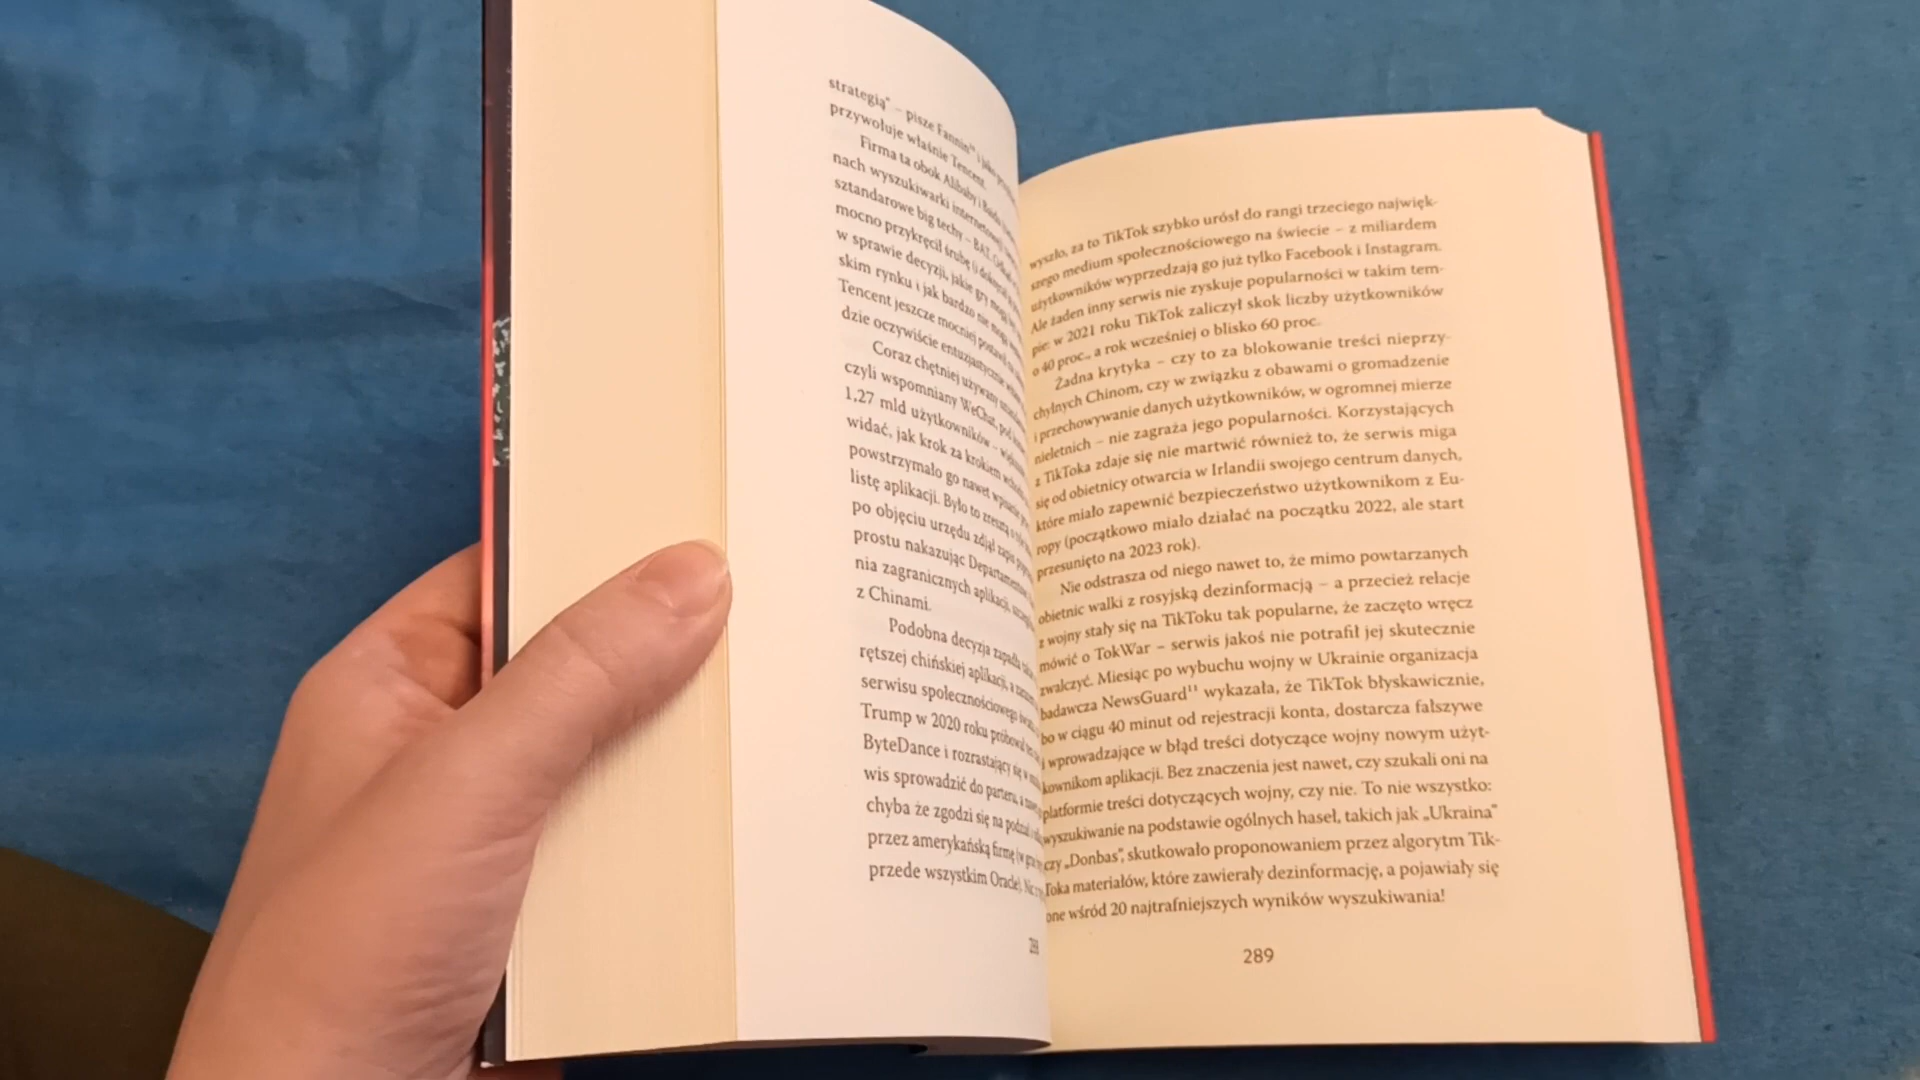 strategią” – pisze Fannin i jako
przywołuje właśnie Tencent.
Firma ta obok Alibaby i Baidu
nach wyszukiwarki internetowej)
sztandarowe big techy – BAT.
mocno przykręcił śrubę (i dokręcał
w sprawie decyzji, jakie gry mogą
skim rynku i jak bardzo nie mogą
Tencent jeszcze mocniej postawił na
dzie oczywiście entuzjastycznie
Coraz chętniej używany
czyli wspomniany WeChat, pod
1,27 mld użytkowników –
widać, jak krok za krokiem
powstrzymało go nawet wpisanie
listę aplikacji. Było to zresztą
po objęciu urzędu zdjął zapis
prostu nakazując Departamentowi
nia zagranicznych aplikacji,
z Chinami.
Podobna decyzja zapadła
rętszej chińskiej aplikacji, a
serwisu społecznościowego
Trump w 2020 roku próbował
ByteDance i rozrastający się w
wis sprowadzić do parteru, a
chyba że zgodzi się na podział
przez amerykańską firmę (w
przede wszystkim Oracle).
288
wyszło, za to TikTok szybko urósł do rangi trzeciego najwięk-
szego medium społecznościowego na świecie – z miliardem
użytkowników wyprzedzają go już tylko Facebook i Instagram.
Ale żaden inny serwis nie zyskuje popularności w takim tem-
pie: w 2021 roku TikTok zaliczył skok liczby użytkowników
o 40 proc., a rok wcześniej o blisko 60 proc.
Żadna krytyka – czy to za blokowanie treści nieprzy-
chylnych Chinom, czy w związku z obawami o gromadzenie
i przechowywanie danych użytkowników, w ogromnej mierze
nieletnich – nie zagraża jego popularności. Korzystających
z TikToka zdaje się nie martwić również to, że serwis miga
się od obietnicy otwarcia w Irlandii swojego centrum danych,
które miało zapewnić bezpieczeństwo użytkownikom z Eu-
ropy (początkowo miało działać na początku 2022, ale start
przesunięto na 2023 rok).
Nie odstrasza od niego nawet to, że mimo powtarzanych
obietnic walki z rosyjską dezinformacją – a przecież relacje
z wojny stały się na TikToku tak popularne, że zaczęto wręcz
mówić o TokWar – serwis jakoś nie potrafił jej skutecznie
zwalczyć. Miesiąc po wybuchu wojny w Ukrainie organizacja
badawcza NewsGuard¹¹ wykazała, że TikTok błyskawicznie,
bo w ciągu 40 minut od rejestracji konta, dostarcza fałszywe
i wprowadzające w błąd treści dotyczące wojny nowym użyt-
kownikom aplikacji. Bez znaczenia jest nawet, czy szukali oni na
platformie treści dotyczących wojny, czy nie. To nie wszystko:
wyszukiwanie na podstawie ogólnych haseł, takich jak „Ukraina”
czy „Donbas”, skutkowało proponowaniem przez algorytm Tik-
Toka materiałów, które zawierały dezinformację, a pojawiały się
one wśród 20 najtrafniejszych wyników wyszukiwania!
289